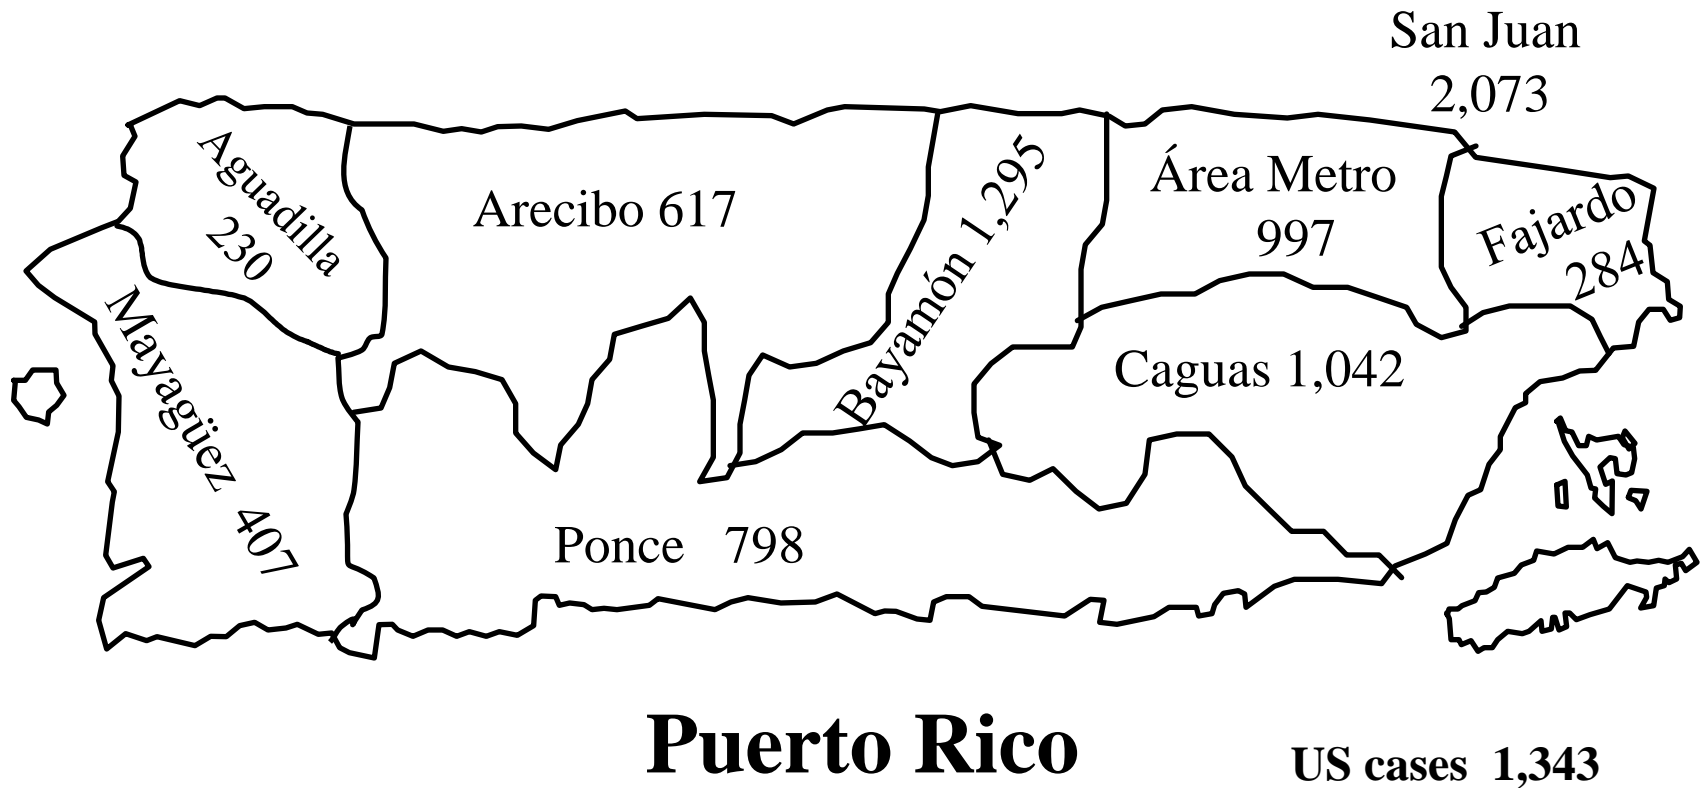 San Juan
2,073
Aguadilla
230
Arecibo 617
Bayamón 1,295
Área Metro
997
Fajardo
284
Mayagüez 407
Caguas 1,042
Ponce 798
Puerto Rico
US cases 1,343